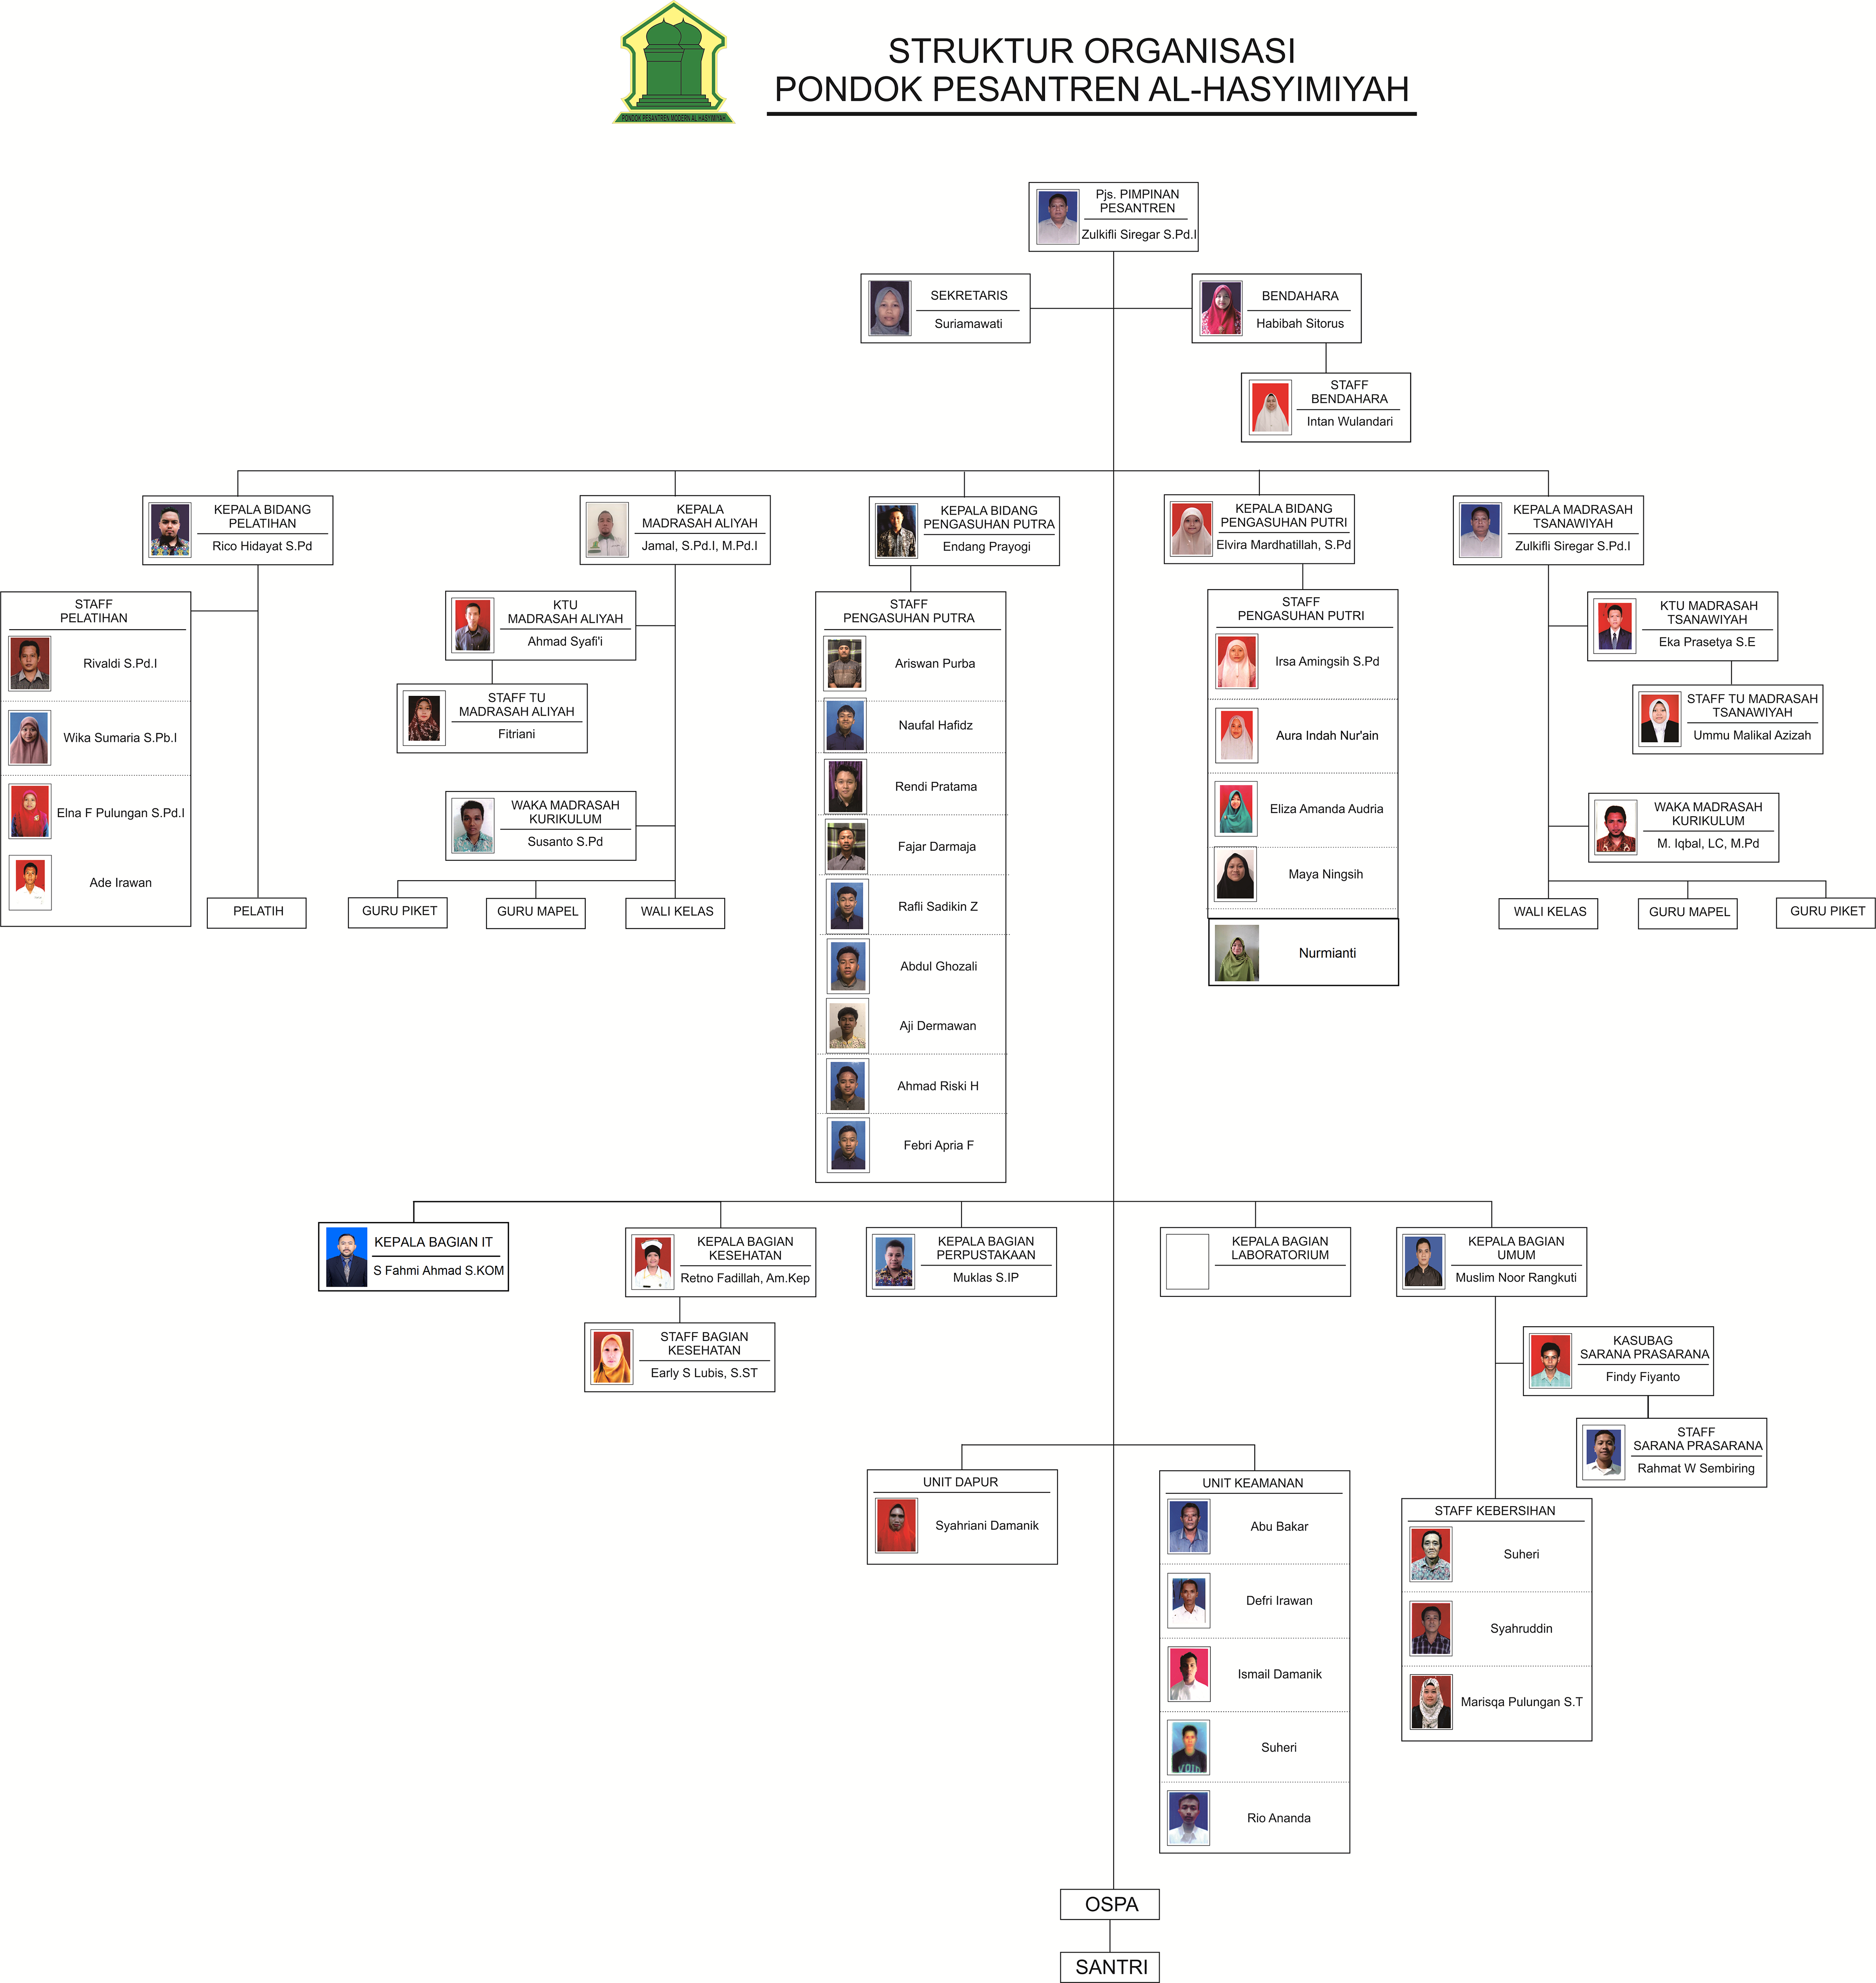 STRUKTUR ORGANISASI
PONDOK PESANTREN AL-HASYIMIYAH
PONDOK PESANTREN MODERN AL-HASYIMIYAH
Pjs. PIMPINAN
PESANTREN
Zulkifli Siregar S.Pd.I
SEKRETARIS
Suriamawati
BENDAHARA
Habibah Sitorus
STAFF
BENDAHARA
Intan Wulandari
KEPALA BIDANG
PELATIHAN
Rico Hidayat S.Pd
KEPALA
MADRASAH ALIYAH
Jamal, S.Pd.I, M.Pd.I
KEPALA BIDANG
PENGASUHAN PUTRA
Endang Prayogi
KEPALA BIDANG
PENGASUHAN PUTRI
Elvira Mardhatillah, S.Pd
KEPALA MADRASAH
TSANAWIYAH
Zulkifli Siregar S.Pd.I
STAFF
PELATIHAN
Rivaldi S.Pd.I
Wika Sumaria S.Pb.I
Elna F Pulungan S.Pd.I
Ade Irawan
PELATIH
KTU
MADRASAH ALIYAH
Ahmad Syafi'i
STAFF TU
MADRASAH ALIYAH
Fitriani
WAKA MADRASAH
KURIKULUM
Susanto S.Pd
GURU PIKET
GURU MAPEL
WALI KELAS
STAFF
PENGASUHAN PUTRA
Ariswan Purba
Naufal Hafidz
Rendi Pratama
Fajar Darmaja
Rafli Sadikin Z
Abdul Ghozali
Aji Dermawan
Ahmad Riski H
Febri Apria F
STAFF
PENGASUHAN PUTRI
Irsa Amingsih S.Pd
Aura Indah Nur'ain
Eliza Amanda Audria
Maya Ningsih
Nurmianti
KTU MADRASAH
TSANAWIYAH
Eka Prasetya S.E
STAFF TU MADRASAH
TSANAWIYAH
Ummu Malikal Azizah
WAKA MADRASAH
KURIKULUM
M. Iqbal, LC, M.Pd
WALI KELAS
GURU MAPEL
GURU PIKET
KEPALA BAGIAN IT
S Fahmi Ahmad S.KOM
KEPALA BAGIAN
KESEHATAN
Retno Fadillah, Am.Kep
KEPALA BAGIAN
PERPUSTAKAAN
Muklas S.IP
KEPALA BAGIAN
LABORATORIUM
KEPALA BAGIAN
UMUM
Muslim Noor Rangkuti
STAFF BAGIAN
KESEHATAN
Early S Lubis, S.ST
KASUBAG
SARANA PRASARANA
Findy Fiyanto
STAFF
SARANA PRASARANA
Rahmat W Sembiring
UNIT DAPUR
Syahriani Damanik
UNIT KEAMANAN
Abu Bakar
Defri Irawan
Ismail Damanik
Suheri
Rio Ananda
STAFF KEBERSIHAN
Suheri
Syahruddin
Marisqa Pulungan S.T
OSPA
SANTRI